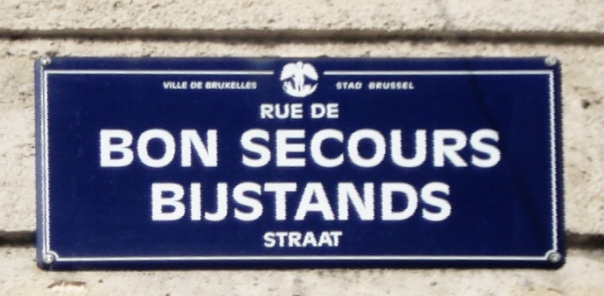 VILLE DE BRUXELLES STAD BRUSSEL
RUE DE
BON SECOURS
BIJSTANDS
STRAAT